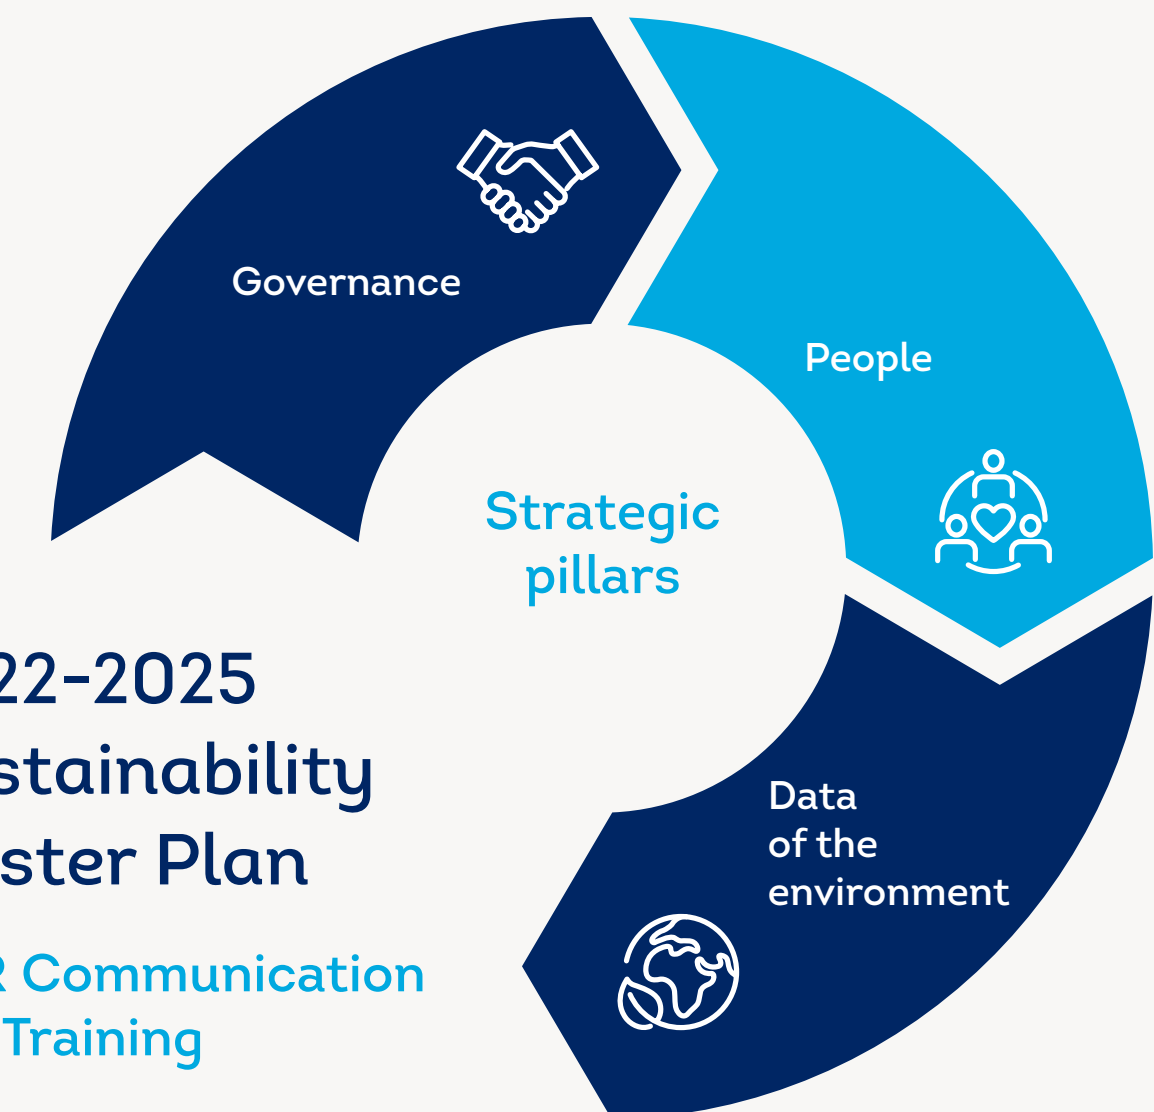 Governance
People
Strategic
pillars
22-2025
stainability
ster Plan
R Communication
Training
Data
of the
environment